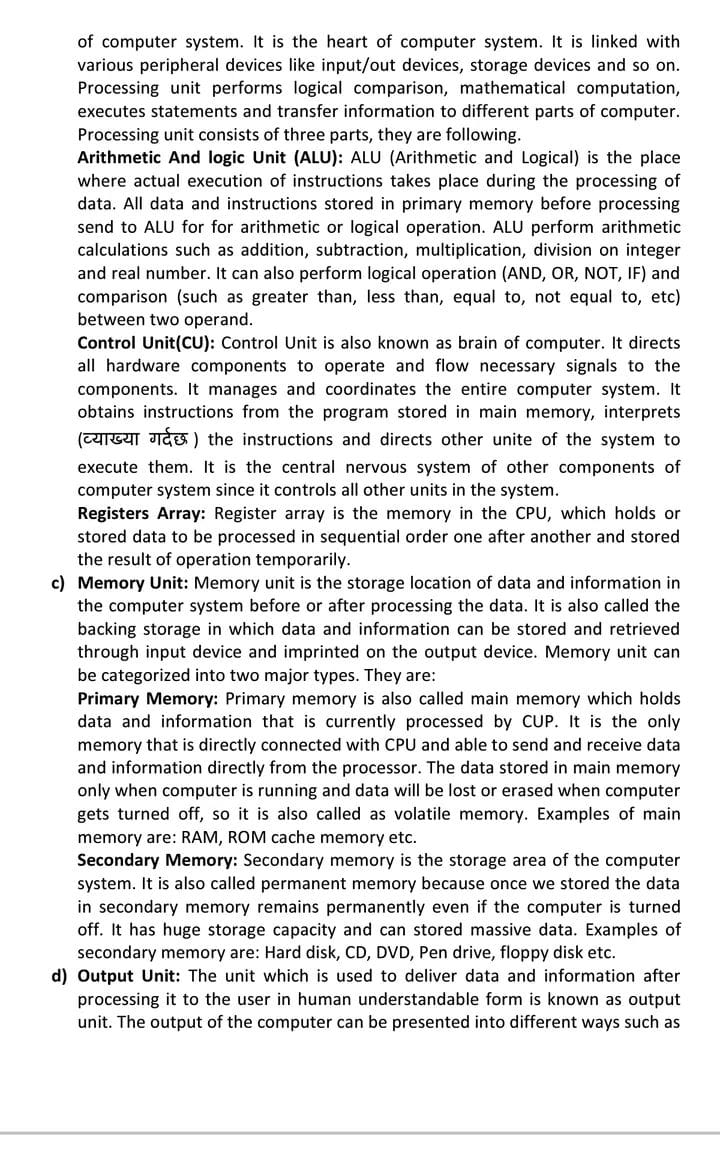 of computer system. It is the heart of computer system. It is linked with
various peripheral devices like input/out devices, storage devices and so on.
Processing unit performs logical comparison, mathematical computation,
executes statements and transfer information to different parts of computer.
Processing unit consists of three parts, they are following.
Arithmetic And logic Unit (ALU): ALU (Arithmetic and Logical) is the place
where actual execution of instructions takes place during the processing of
data. All data and instructions stored in primary memory before processing
send to ALU for for arithmetic or logical operation. ALU perform arithmetic
calculations such as addition, subtraction, multiplication, division on integer
and real number. It can also perform logical operation (AND, OR, NOT, IF) and
comparison (such as greater than, less than, equal to, not equal to, etc)
between two operand.
Control Unit(CU): Control Unit is also known as brain of computer. It directs
all hardware components to operate and flow necessary signals to the
components. It manages and coordinates the entire computer system. It
obtains instructions from the program stored in main memory, interprets
(व्याख्या गर्दछ ) the instructions and directs other unite of the system to
execute them. It is the central nervous system of other components of
computer system since it controls all other units in the system.
Registers Array: Register array is the memory in the CPU, which holds or
stored data to be processed in sequential order one after another and stored
the result of operation temporarily.
c) Memory Unit: Memory unit is the storage location of data and information in
the computer system before or after processing the data. It is also called the
backing storage in which data and information can be stored and retrieved
through input device and imprinted on the output device. Memory unit can
be categorized into two major types. They are:
Primary Memory: Primary memory is also called main memory which holds
data and information that is currently processed by CUP. It is the only
memory that is directly connected with CPU and able to send and receive data
and information directly from the processor. The data stored in main memory
only when computer is running and data will be lost or erased when computer
gets turned off, so it is also called as volatile memory. Examples of main
memory are: RAM, ROM cache memory etc.
Secondary Memory: Secondary memory is the storage area of the computer
system. It is also called permanent memory because once we stored the data
in secondary memory remains permanently even if the computer is turned
off. It has huge storage capacity and can stored massive data. Examples of
secondary memory are: Hard disk, CD, DVD, Pen drive, floppy disk etc.
d) Output Unit: The unit which is used to deliver data and information after
processing it to the user in human understandable form is known as output
unit. The output of the computer can be presented into different ways such as